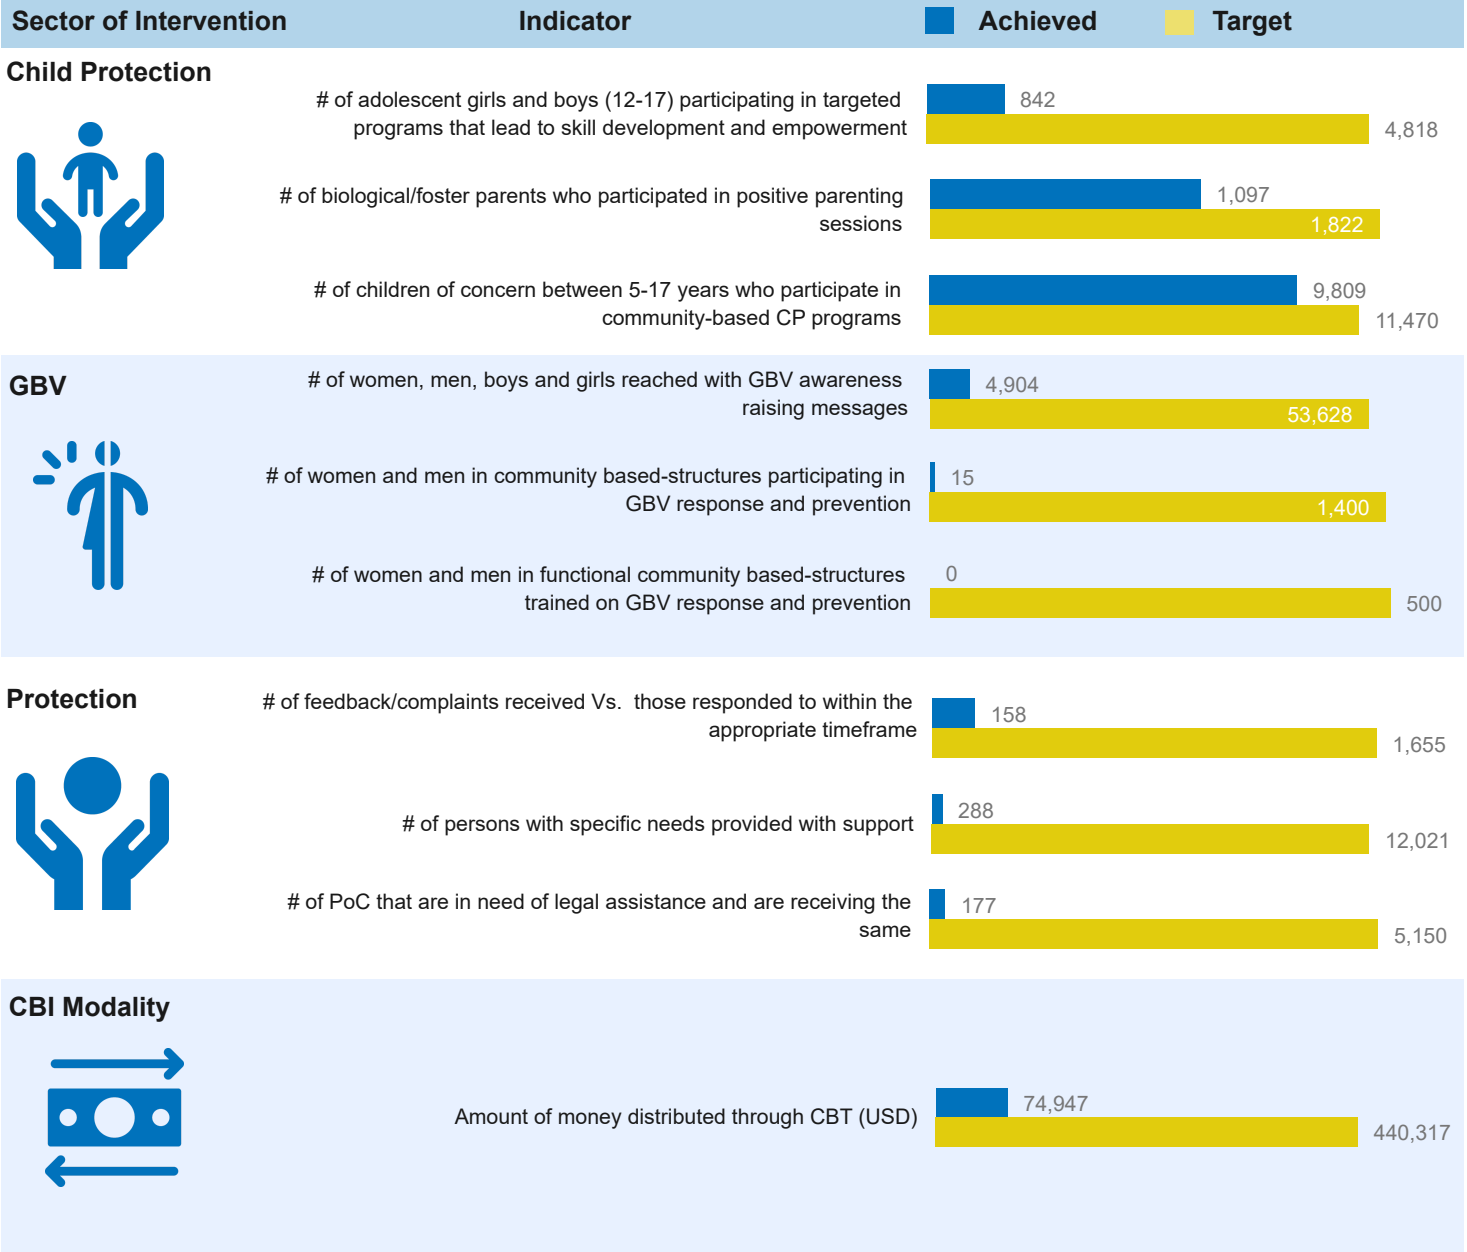 Sector of Intervention Indicator Achieved Target
Child Protection
# of adolescent girls and boys (12-17) participating in targeted
programs that lead to skill development and empowerment
842
4,818
# of biological/foster parents who participated in positive parenting
sessions
1,097
1,822
# of children of concern between 5-17 years who participate in
community-based CP programs
9,809
11,470
GBV
# of women, men, boys and girls reached with GBV awareness
raising messages
4,904
53,628
# of women and men in community based-structures participating in
GBV response and prevention
15
1,400
# of women and men in functional community based-structures
trained on GBV response and prevention
0
500
Protection
# of feedback/complaints received Vs.  those responded to within the
appropriate timeframe
158
1,655
# of persons with specific needs provided with support
288
12,021
# of PoC that are in need of legal assistance and are receiving the
same
177
5,150
CBI Modality
Amount of money distributed through CBT (USD)
74,947
440,317